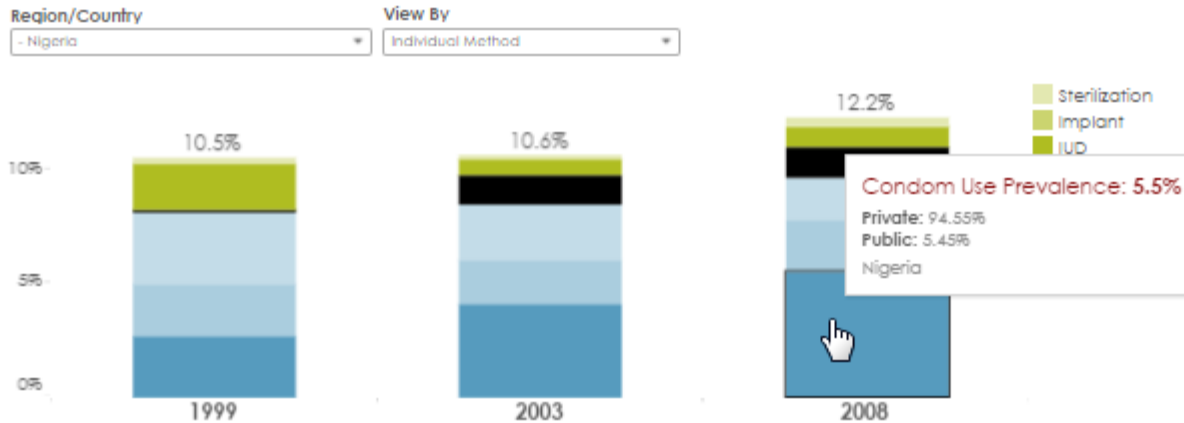 Region/Country
View By
- Nigeria
Individual Method
12.2%
10.5%
10.6%
Sterilization
Implant
IUD
10%
5%
0%
Condom Use Prevalence: 5.5%
Private: 94.55%
Public: 5.45%
Nigeria
1999
2003
2008